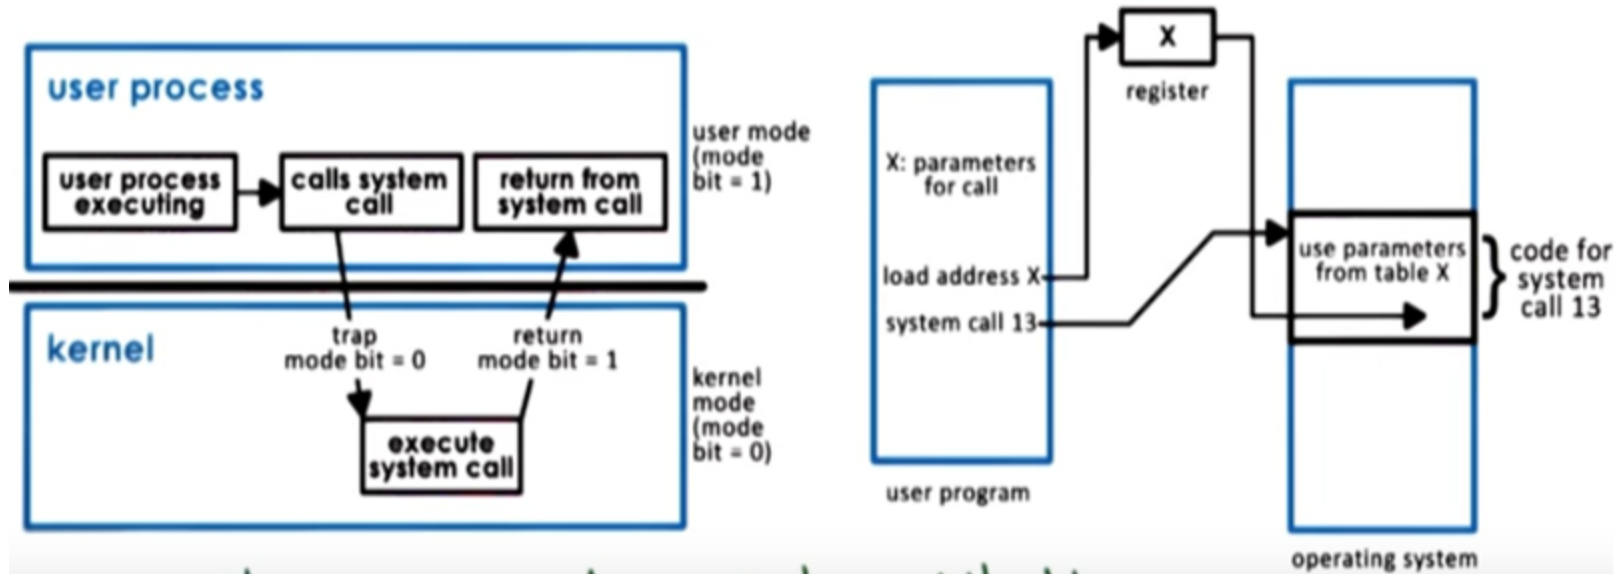 user process
user process
executing
calls system
call
return from
system call
user mode
(mode
bit = 1)
trap
mode bit = 0
return
mode bit = 1
kernel
execute
system call
kernel
mode
(mode
bit = 0)
X
register
X: parameters
for call
load address X
system call 13
user program
use parameters
from table X
code for
system
call 13
operating system